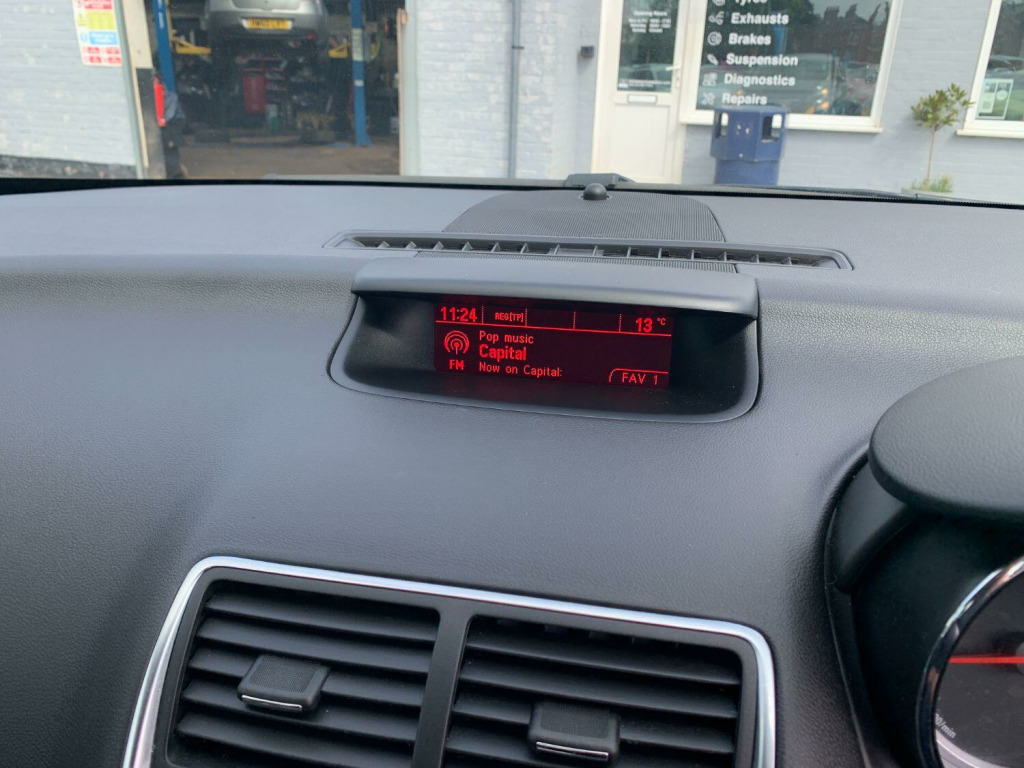 Tyres
Exhausts
Brakes
Suspension
Diagnostics
Repairs
11:24
REG[TP]
13 °C
Pop music
Capital
FM
Now on Capital:
FAV 1